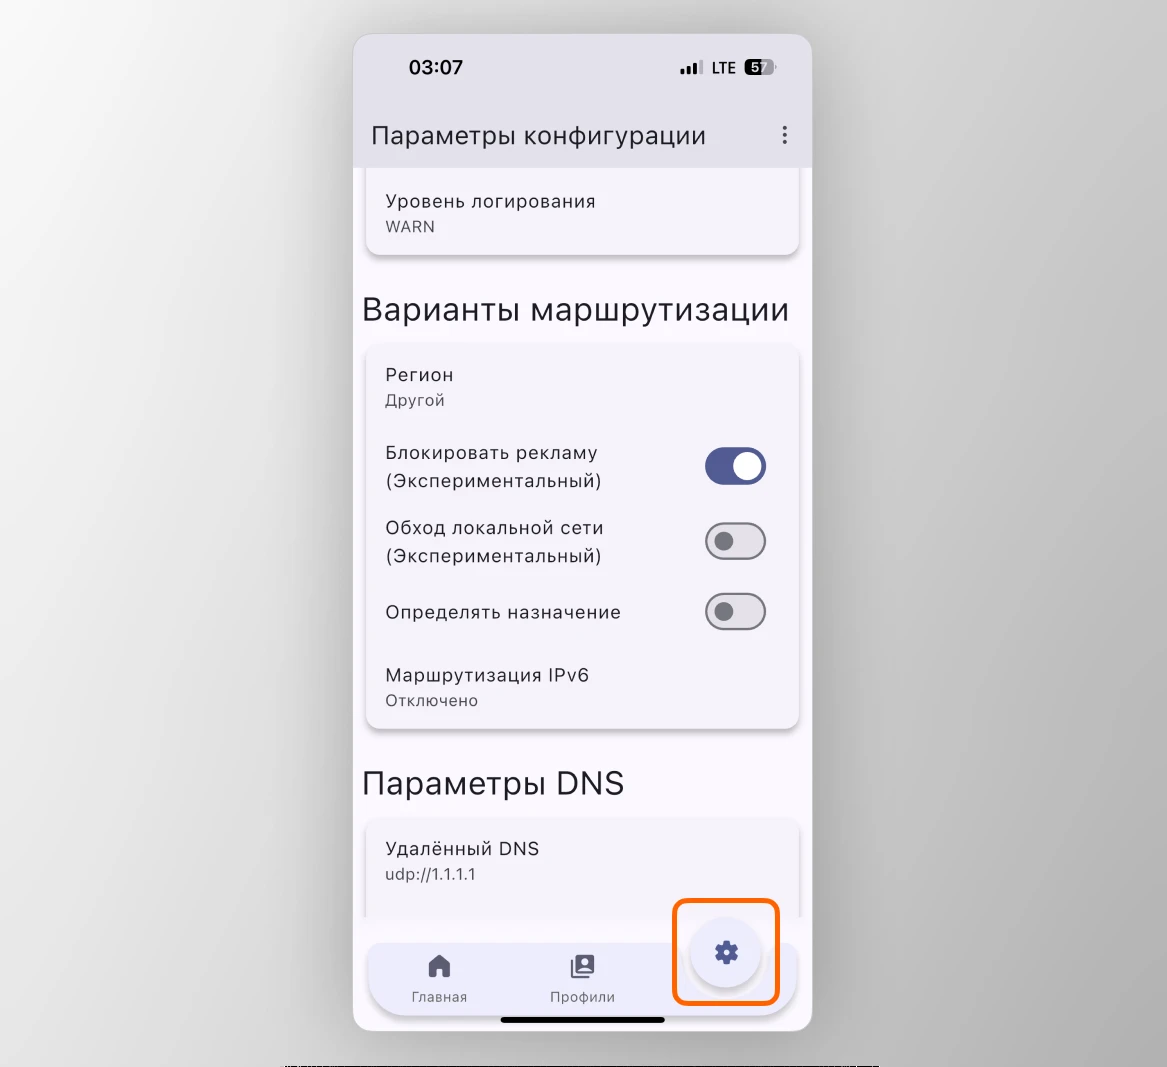 03:07
LTE 57
Параметры конфигурации
Уровень логирования
WARN
Варианты маршрутизации
Регион
Другой
Блокировать рекламу
(Экспериментальный)
Обход локальной сети
(Экспериментальный)
Определять назначение
Маршрутизация IPv6
Отключено
Параметры DNS
Удалённый DNS
udp://1.1.1.1
Главная
Профили